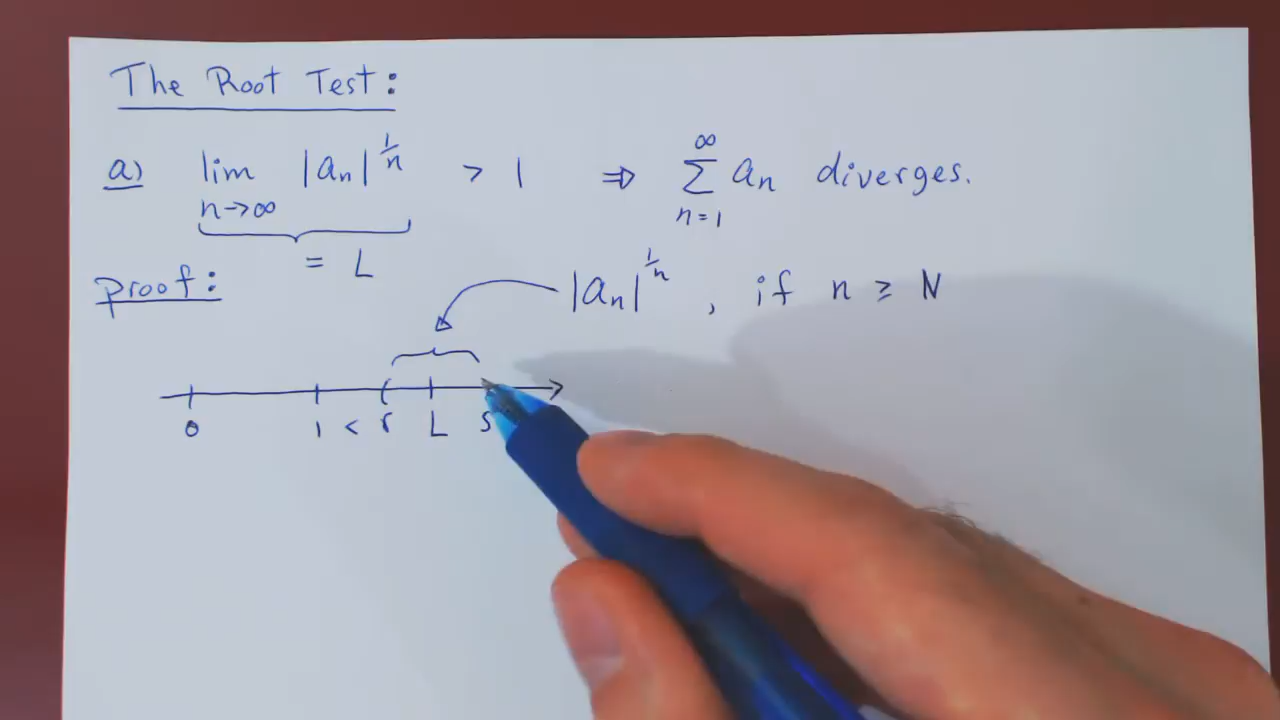 The Root Test:
a) lim n→∞ |aₙ|^(1/n) > 1 ⇒ ∑ n=1 ∞ aₙ diverges.
= L
proof: |aₙ|^(1/n) , if n ≥ N
0 1 < r L s